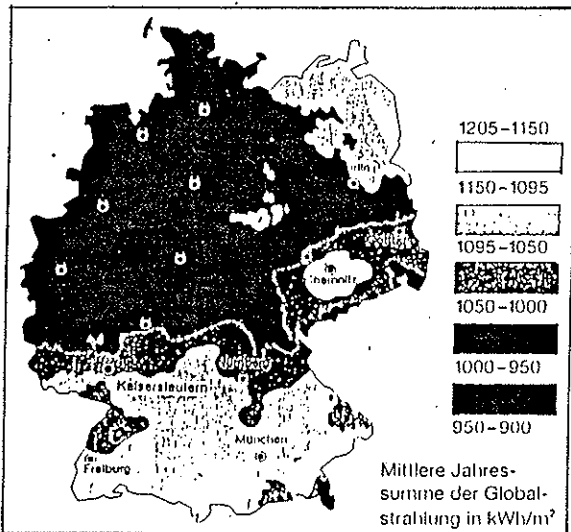 1205-1150
1150-1095
1095-1050
1050-1000
1000-950
950-900
Chemnitz
Kaiserslautern
München
Freiburg
Mittlere Jahres-
summe der Global-
strahlung in kWh/m²